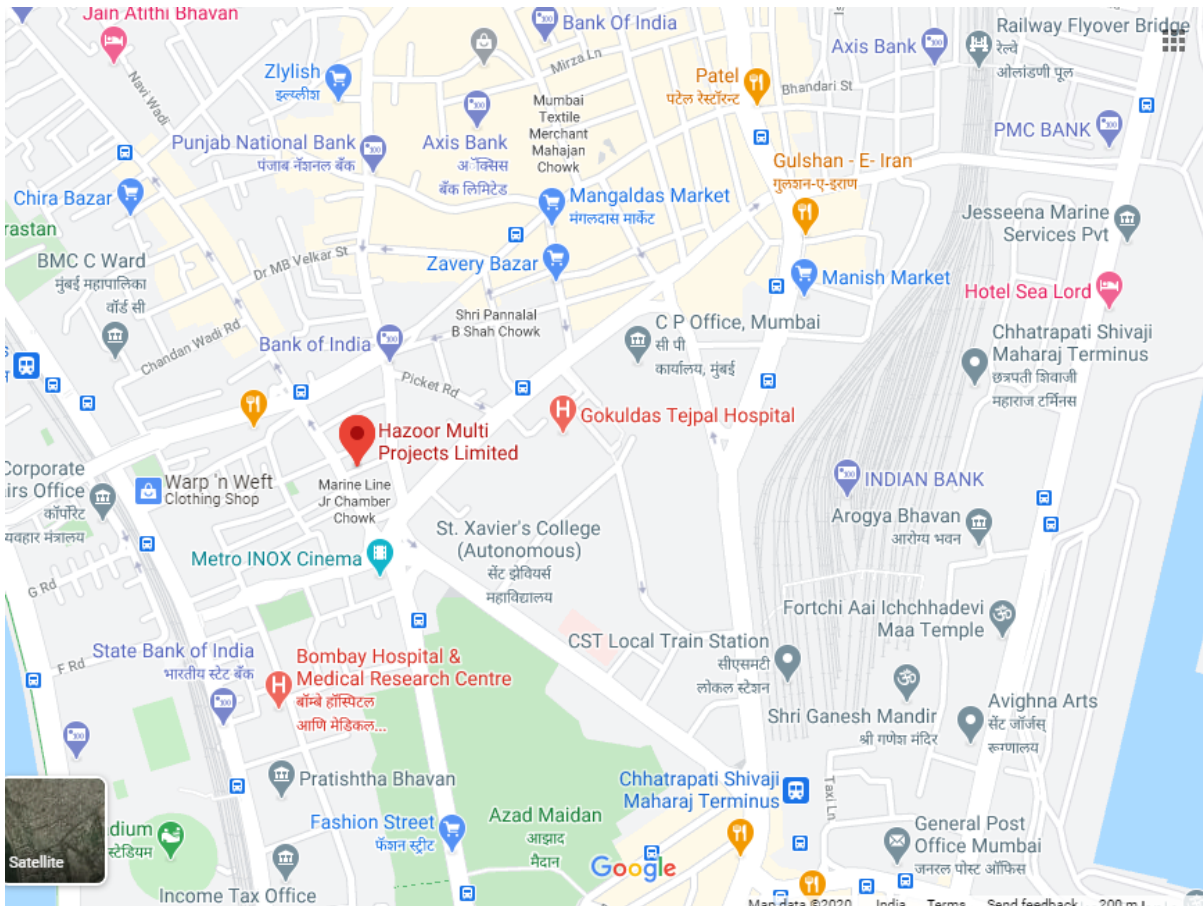 Jain Atithi Bhavan
Bank Of India
Railway Flyover Bridge
रेल्वे
ओलांडणी पूल
Axis Bank
Mirza Ln
Navi Wadi
Zlylish
झ्ल्य्लीश
Patel
पटेल रेस्टॉरन्ट
Bhandari St
Mumbai
Textile
Merchant
Mahajan
Chowk
Punjab National Bank
पंजाब नॅशनल बँक
Axis Bank
अॅक्सिस
बँक लिमिटेड
PMC BANK
Gulshan - E- Iran
गुलशन-ए-इराण
Chira Bazar
Mangaldas Market
मंगलदास मार्केट
Jesseena Marine
Services Pvt
rastan
BMC C Ward
मुंबई महापालिका
वॉर्ड सी
Dr MB Velkar St
Zavery Bazar
Manish Market
Hotel Sea Lord
Shri Pannalal
B Shah Chowk
C P Office, Mumbai
सी पी
कार्यालय, मुंबई
Chandan Wadi Rd
Bank of India
Chhatrapati Shivaji
Maharaj Terminus
छत्रपती शिवाजी
महाराज टर्मिनस
Picket Rd
Gokuldas Tejpal Hospital
Hazoor Multi
Projects Limited
Corporate
irs Office
कॉर्पोरेट
यवहार मंत्रालय
Warp 'n Weft
Clothing Shop
Marine Line
Jr Chamber
Chowk
INDIAN BANK
Arogya Bhavan
आरोग्य भवन
St. Xavier's College
(Autonomous)
सेंट झेवियर्स
महाविद्यालय
Metro INOX Cinema
G Rd
Fortchi Aai Ichchhadevi
Maa Temple
F Rd
State Bank of India
भारतीय स्टेट बँक
Bombay Hospital &
Medical Research Centre
बॉम्बे हॉस्पिटल
आणि मेडिकल...
CST Local Train Station
सीएसमटी
लोकल स्टेशन
Shri Ganesh Mandir
श्री गणेश मंदिर
Avighna Arts
सेंट जॉर्जस्
रूग्णालय
Pratishtha Bhavan
Chhatrapati Shivaji
Maharaj Terminus
Taxi Ln
Fashion Street
फॅशन स्ट्रीट
Azad Maidan
आझाद
मैदान
dium
स्टेडियम
Satellite
General Post
Office Mumbai
जनरल पोस्ट ऑफिस
Google
Income Tax Office
Map data ©2020 India Terms Send feedback 200 m